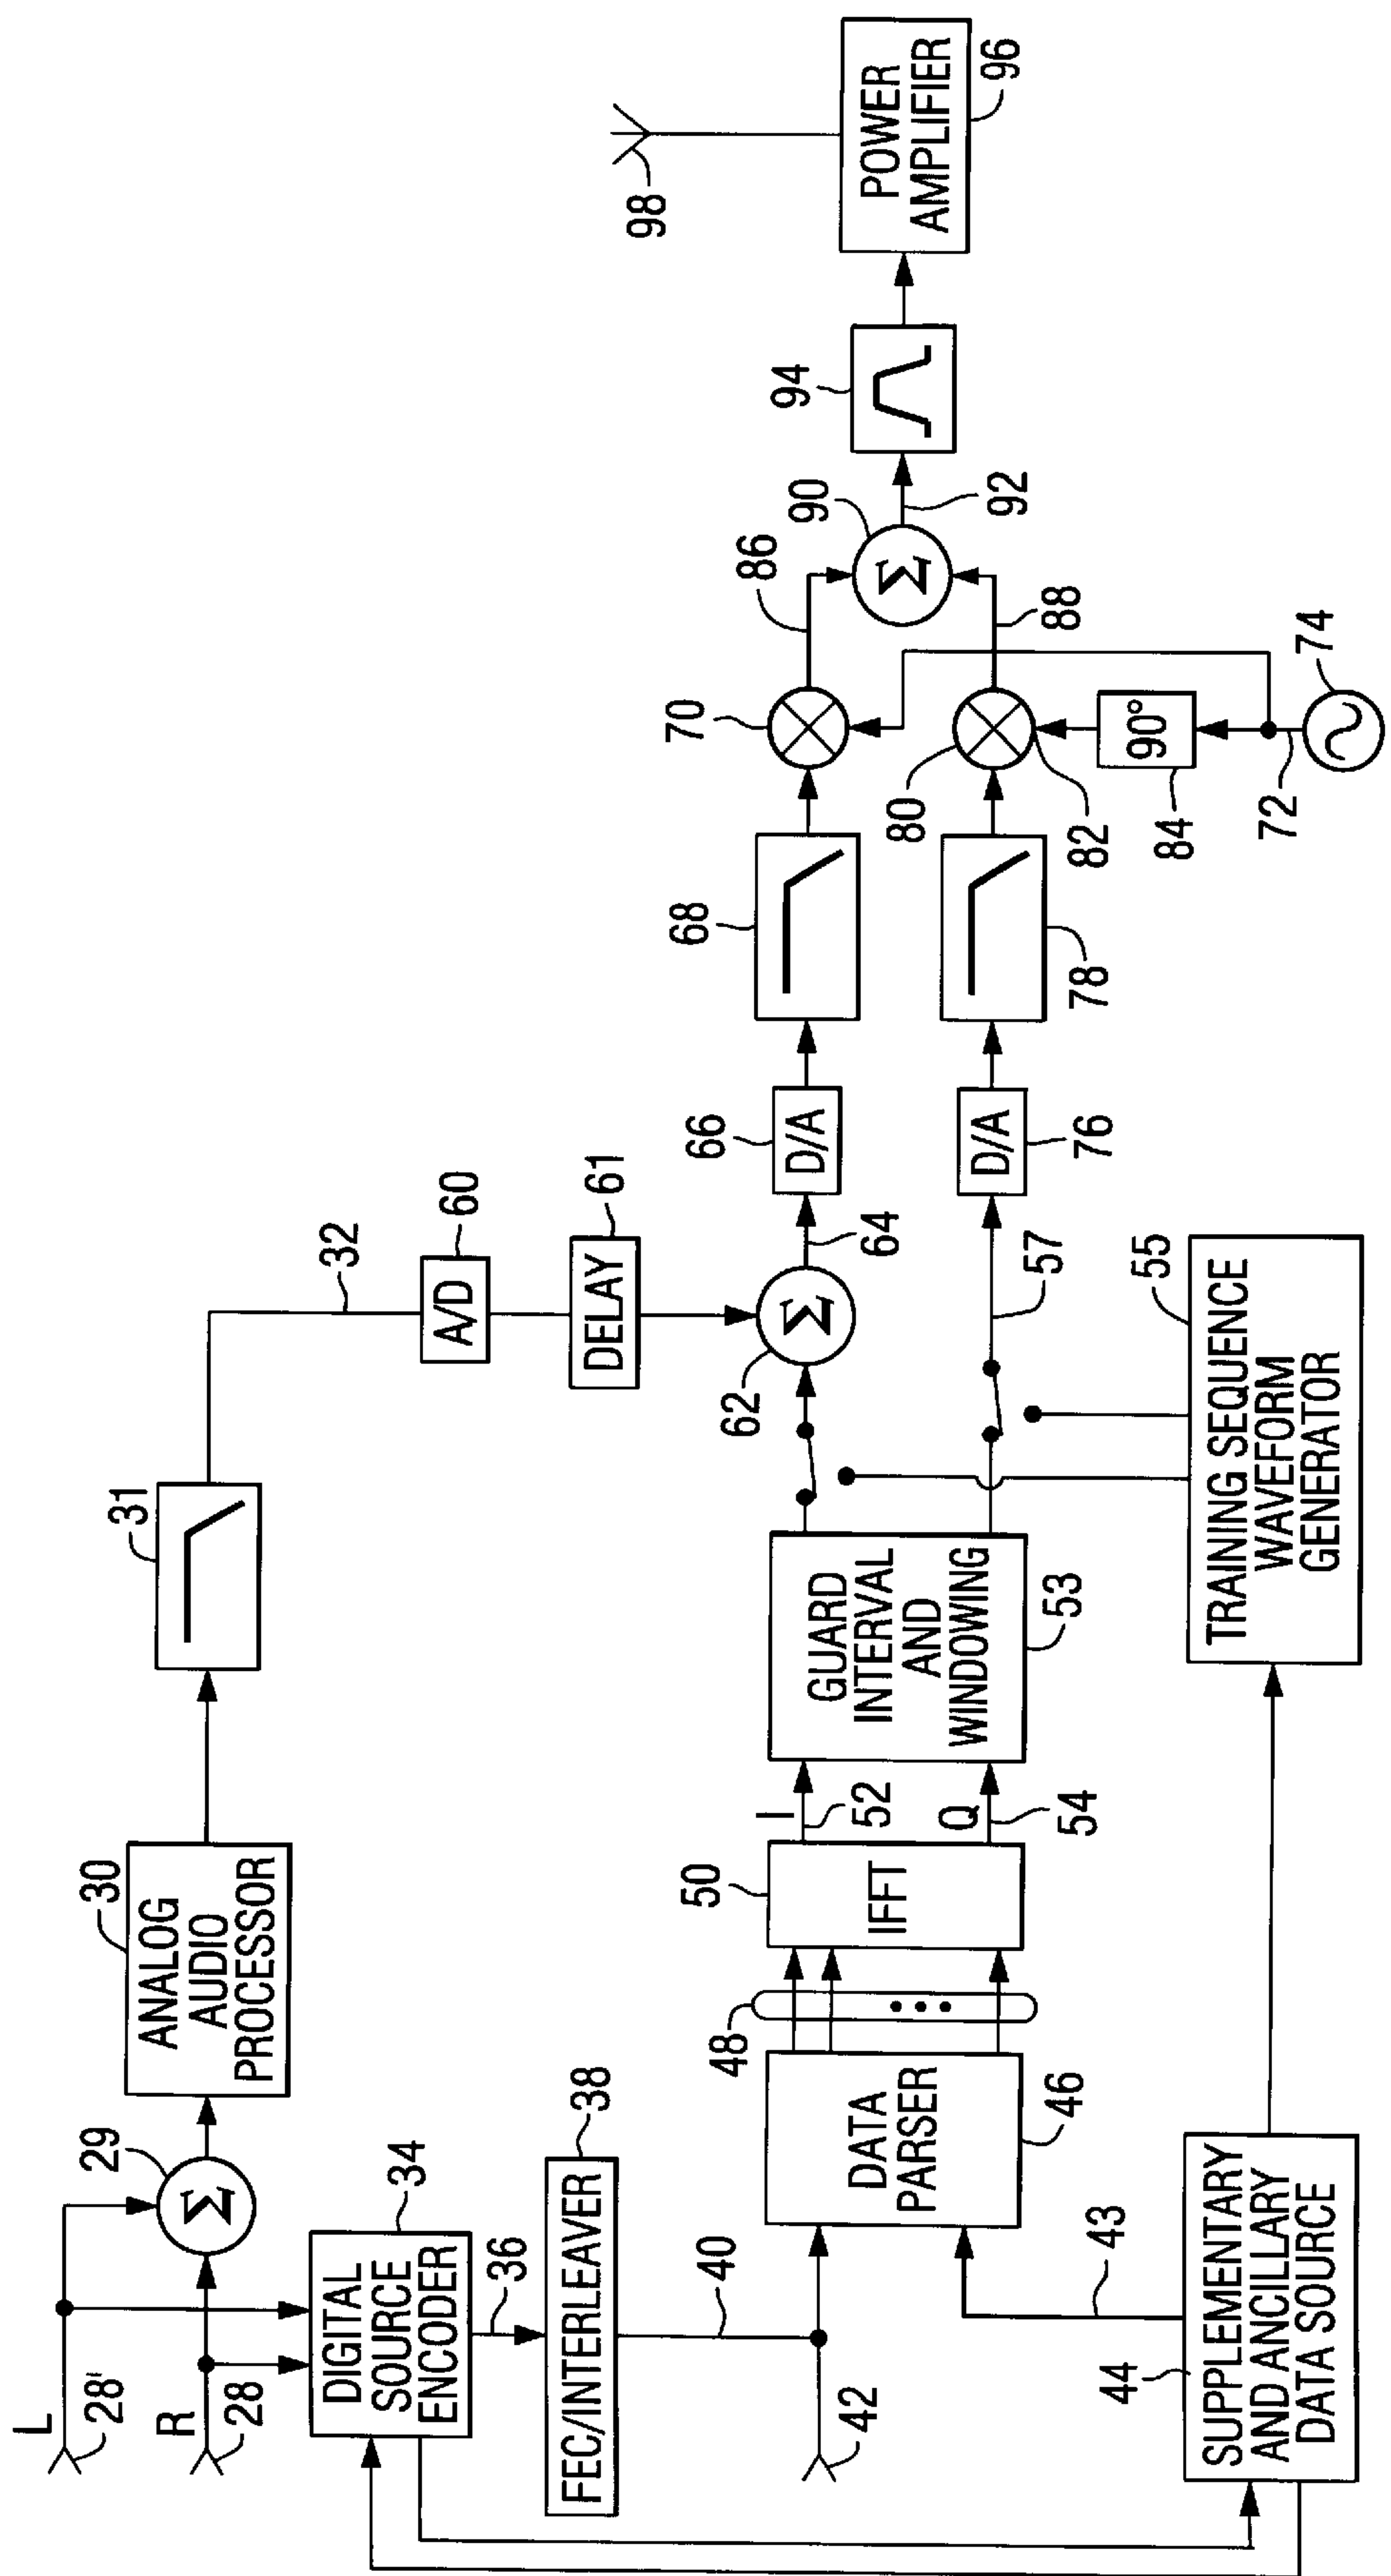 L
28'
R
28
29
Σ
30
ANALOG
AUDIO
PROCESSOR
31
32
34
DIGITAL
SOURCE
ENCODER
36
38
FEC/INTERLEAVER
40
42
A/D
60
DELAY
61
43
44
SUPPLEMENTARY
AND ANCILLARY
DATA SOURCE
DATA
PARSER
46
48
50
IFFT
I
52
Q
54
GUARD
INTERVAL
AND
WINDOWING
53
TRAINING SEQUENCE
WAVEFORM
GENERATOR
55
57
62
Σ
64
66
D/A
68
70
D/A
76
78
80
82
84
90°
72
74
86
88
90
Σ
92
94
POWER
AMPLIFIER
96
98